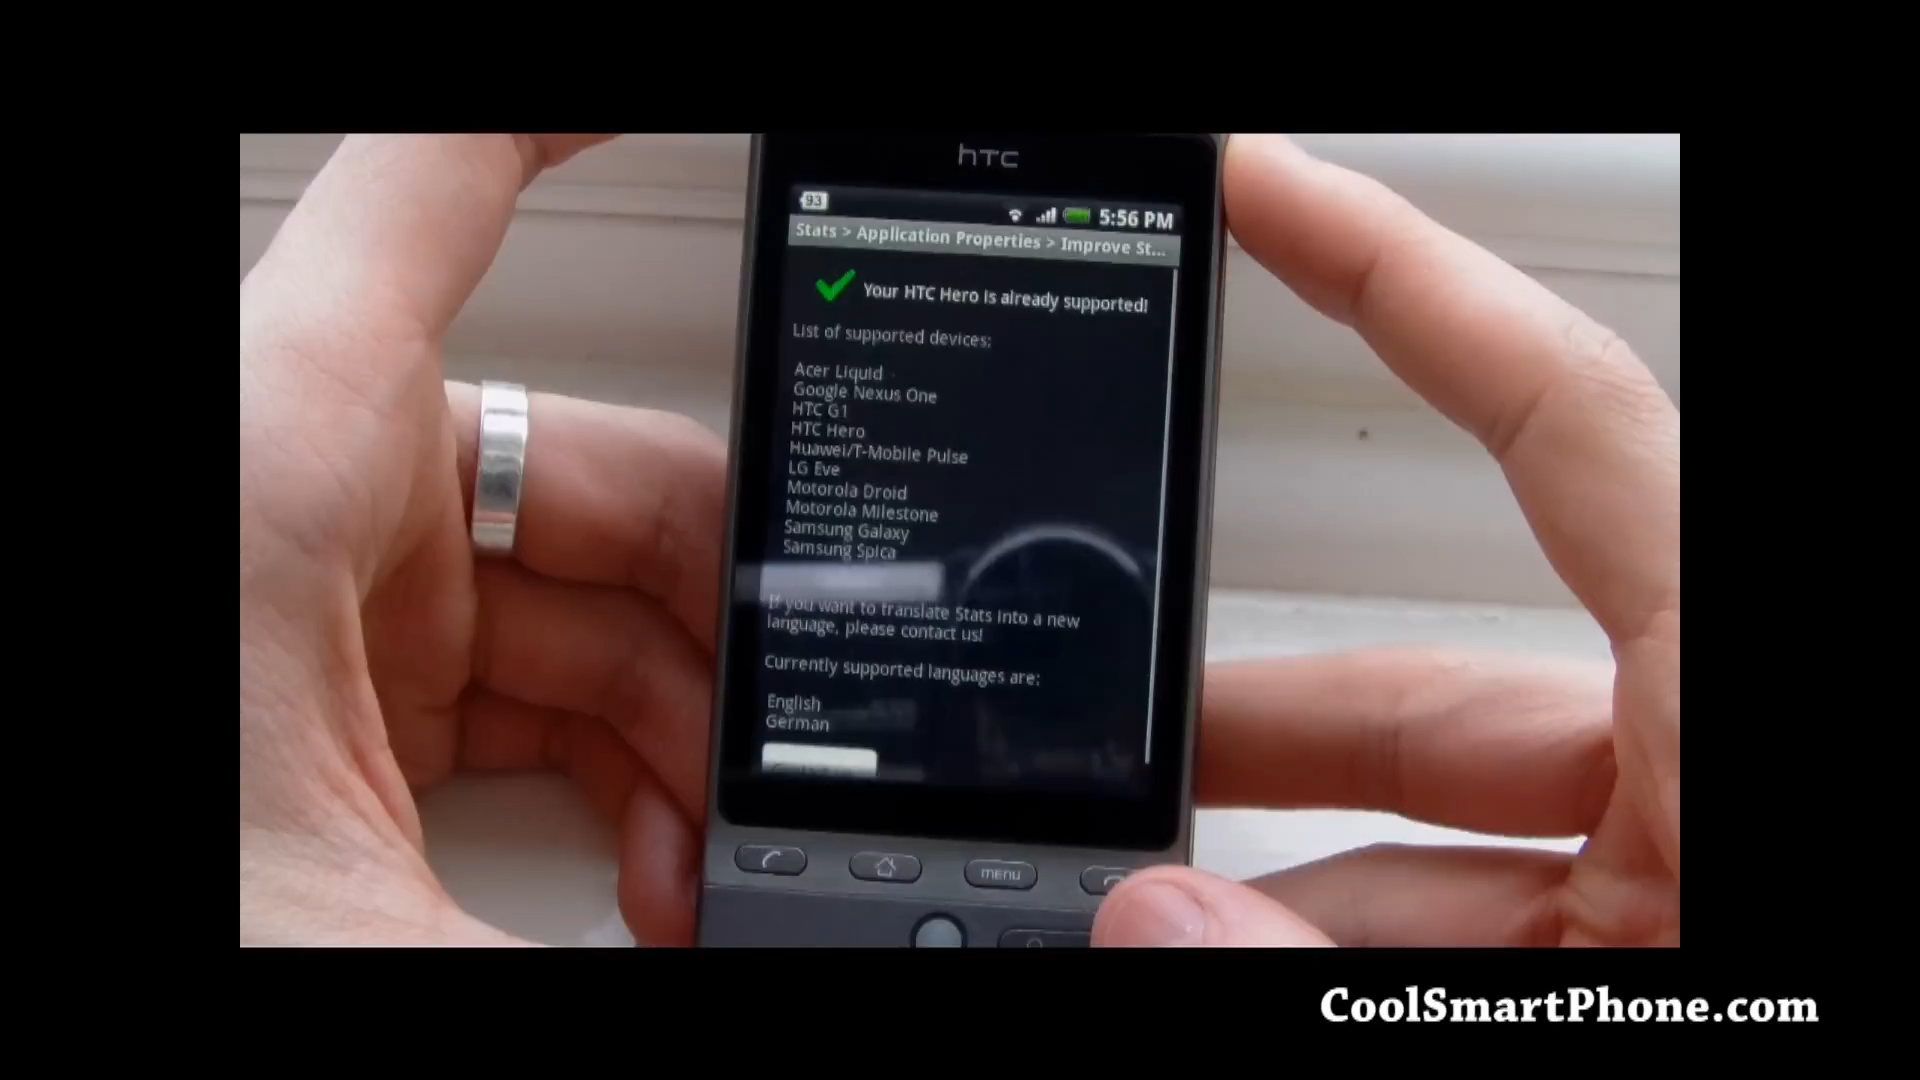 hTC
93
5:56 PM
Stats > Application Properties > Improve St...
Your HTC Hero is already supported!
List of supported devices:
Acer Liquid
Google Nexus One
HTC G1
HTC Hero
Huawei/T-Mobile Pulse
LG Eve
Motorola Droid
Motorola Milestone
Samsung Galaxy
Samsung Spica
If you want to translate Stats into a new
language, please contact us!
Currently supported languages are:
English
German
menu
CoolSmartPhone.com